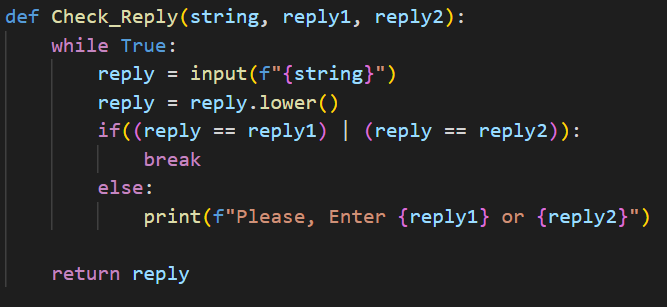 def Check_Reply(string, reply1, reply2):
    while True:
        reply = input(f"{string}")
        reply = reply.lower()
        if((reply == reply1) | (reply == reply2)):
            break
        else:
            print(f"Please, Enter {reply1} or {reply2}")
    return reply